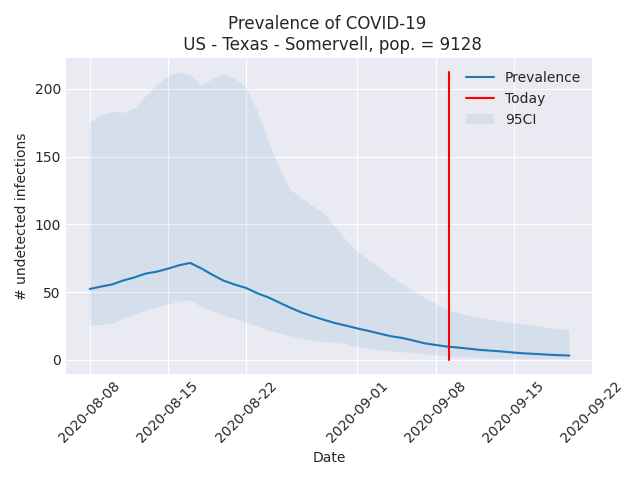 Prevalence of COVID-19
US - Texas - Somervell, pop. = 9128
Prevalence
Today
95CI
# undetected infections
200
150
100
50
0
2020-08-08
2020-08-15
2020-08-22
2020-09-01
2020-09-08
2020-09-15
2020-09-22
Date